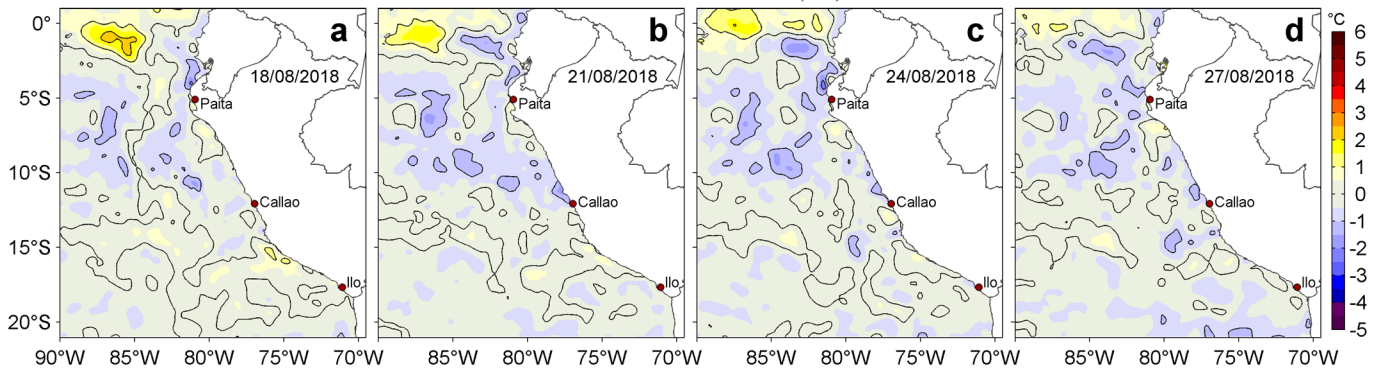 a
b
c
d
°C
0°
5°S
10°S
15°S
20°S
18/08/2018
21/08/2018
24/08/2018
27/08/2018
Paita
Callao
Ilo
Paita
Callao
Ilo
Paita
Callao
Ilo
Paita
Callao
Ilo
90°W
85°W
80°W
75°W
70°W
85°W
80°W
75°W
70°W
85°W
80°W
75°W
70°W
85°W
80°W
75°W
70°W
6
5
4
3
2
1
0
-1
-2
-3
-4
-5